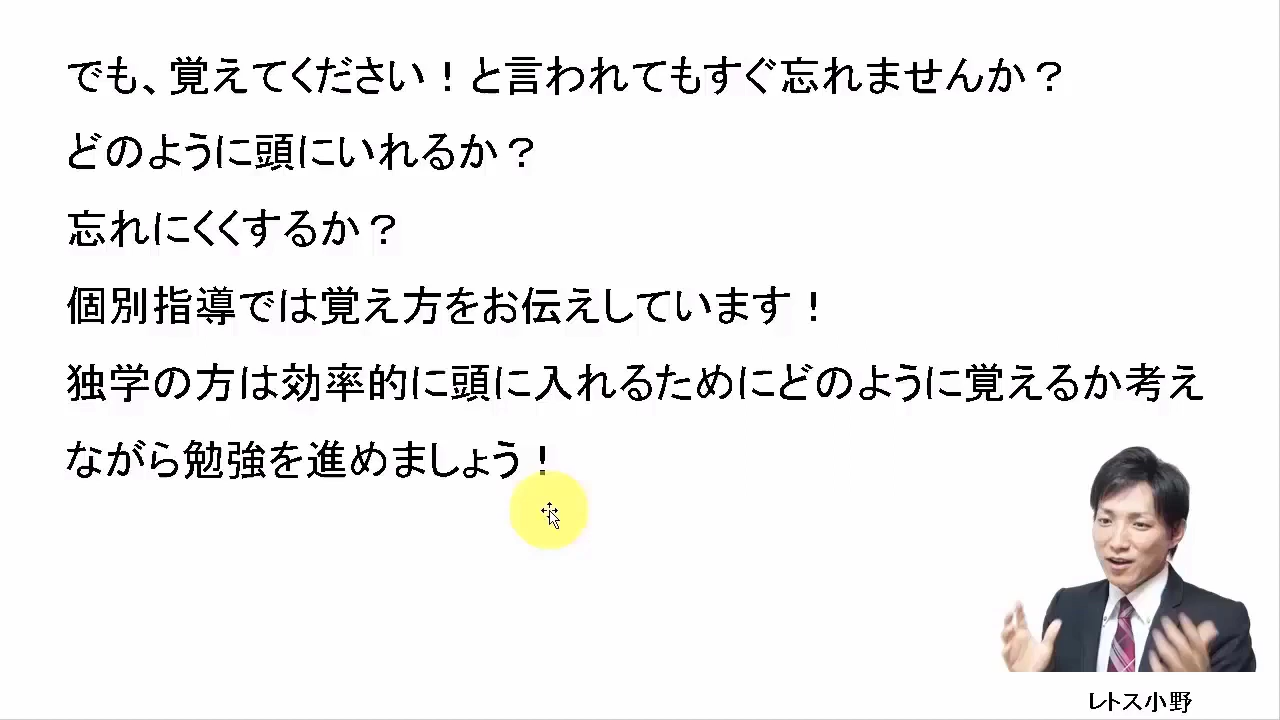 でも、覚えてください！と言われてもすぐ忘れませんか？
どのように頭にいれるか？
忘れにくくするか？
個別指導では覚え方をお伝えしています！
独学の方は効率的に頭に入れるためにどのように覚えるか考え
ながら勉強を進めましょう！
レトス小野